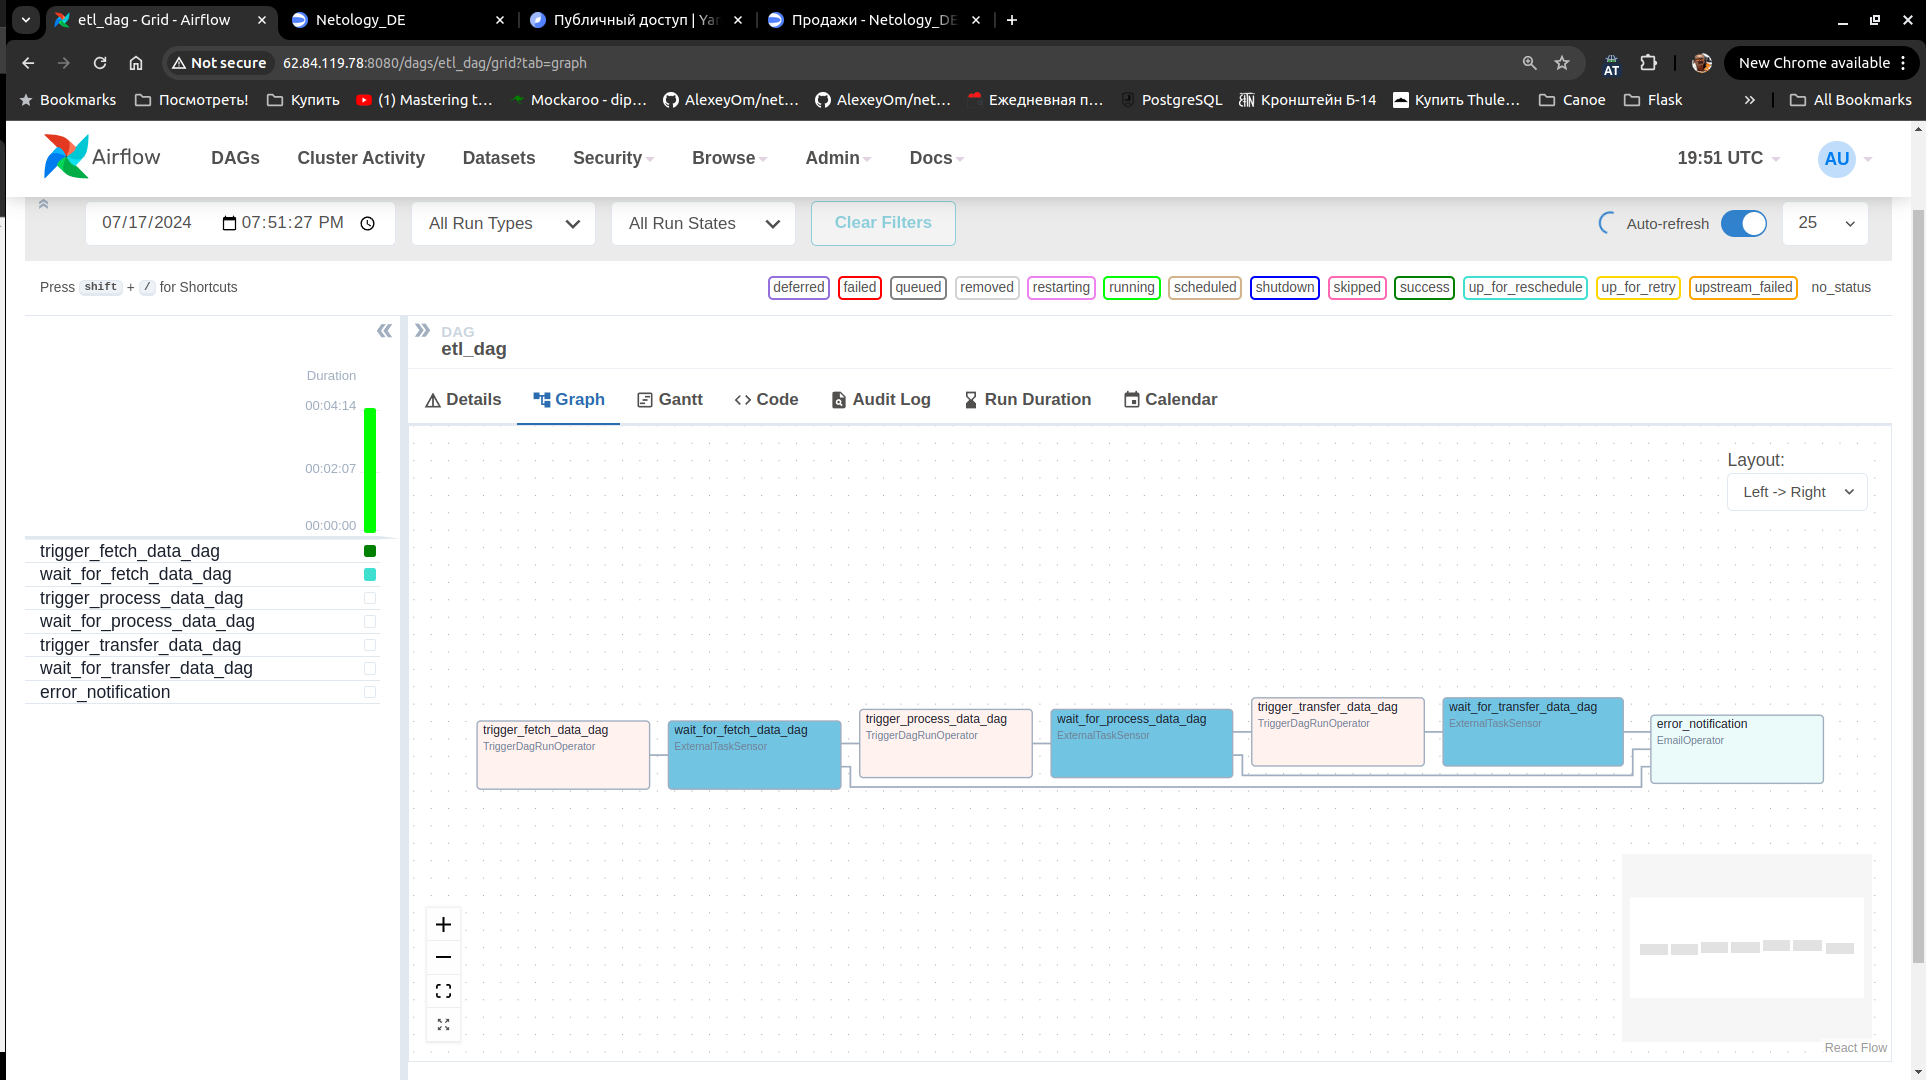 etl_dag - Grid - Airflow
Netology_DE
Публичный доступ | Yan
Продажи - Netology_DE
Not secure
62.84.119.78:8080/dags/etl_dag/grid?tab=graph
AT
New Chrome available
Bookmarks
Посмотреть!
Купить
(1) Mastering t...
Mockaroo - dip...
AlexeyOm/net...
AlexeyOm/net...
Ежедневная п...
PostgreSQL
Кронштейн Б-14
Купить Thule...
Canoe
Flask
»
All Bookmarks
Airflow
DAGs
Cluster Activity
Datasets
Security
Browse
Admin
Docs
19:51 UTC
AU
07/17/2024 07:51:27 PM
All Run Types
All Run States
Clear Filters
Auto-refresh
25
Press shift + / for Shortcuts
deferred
failed
queued
removed
restarting
running
scheduled
shutdown
skipped
success
up_for_reschedule
up_for_retry
upstream_failed
no_status
DAG
etl_dag
Duration
00:04:14
00:02:07
00:00:00
trigger_fetch_data_dag
wait_for_fetch_data_dag
trigger_process_data_dag
wait_for_process_data_dag
trigger_transfer_data_dag
wait_for_transfer_data_dag
error_notification
Details
Graph
Gantt
Code
Audit Log
Run Duration
Calendar
Layout:
Left -> Right
trigger_fetch_data_dag
TriggerDagRunOperator
wait_for_fetch_data_dag
ExternalTaskSensor
trigger_process_data_dag
TriggerDagRunOperator
wait_for_process_data_dag
ExternalTaskSensor
trigger_transfer_data_dag
TriggerDagRunOperator
wait_for_transfer_data_dag
ExternalTaskSensor
error_notification
EmailOperator
React Flow